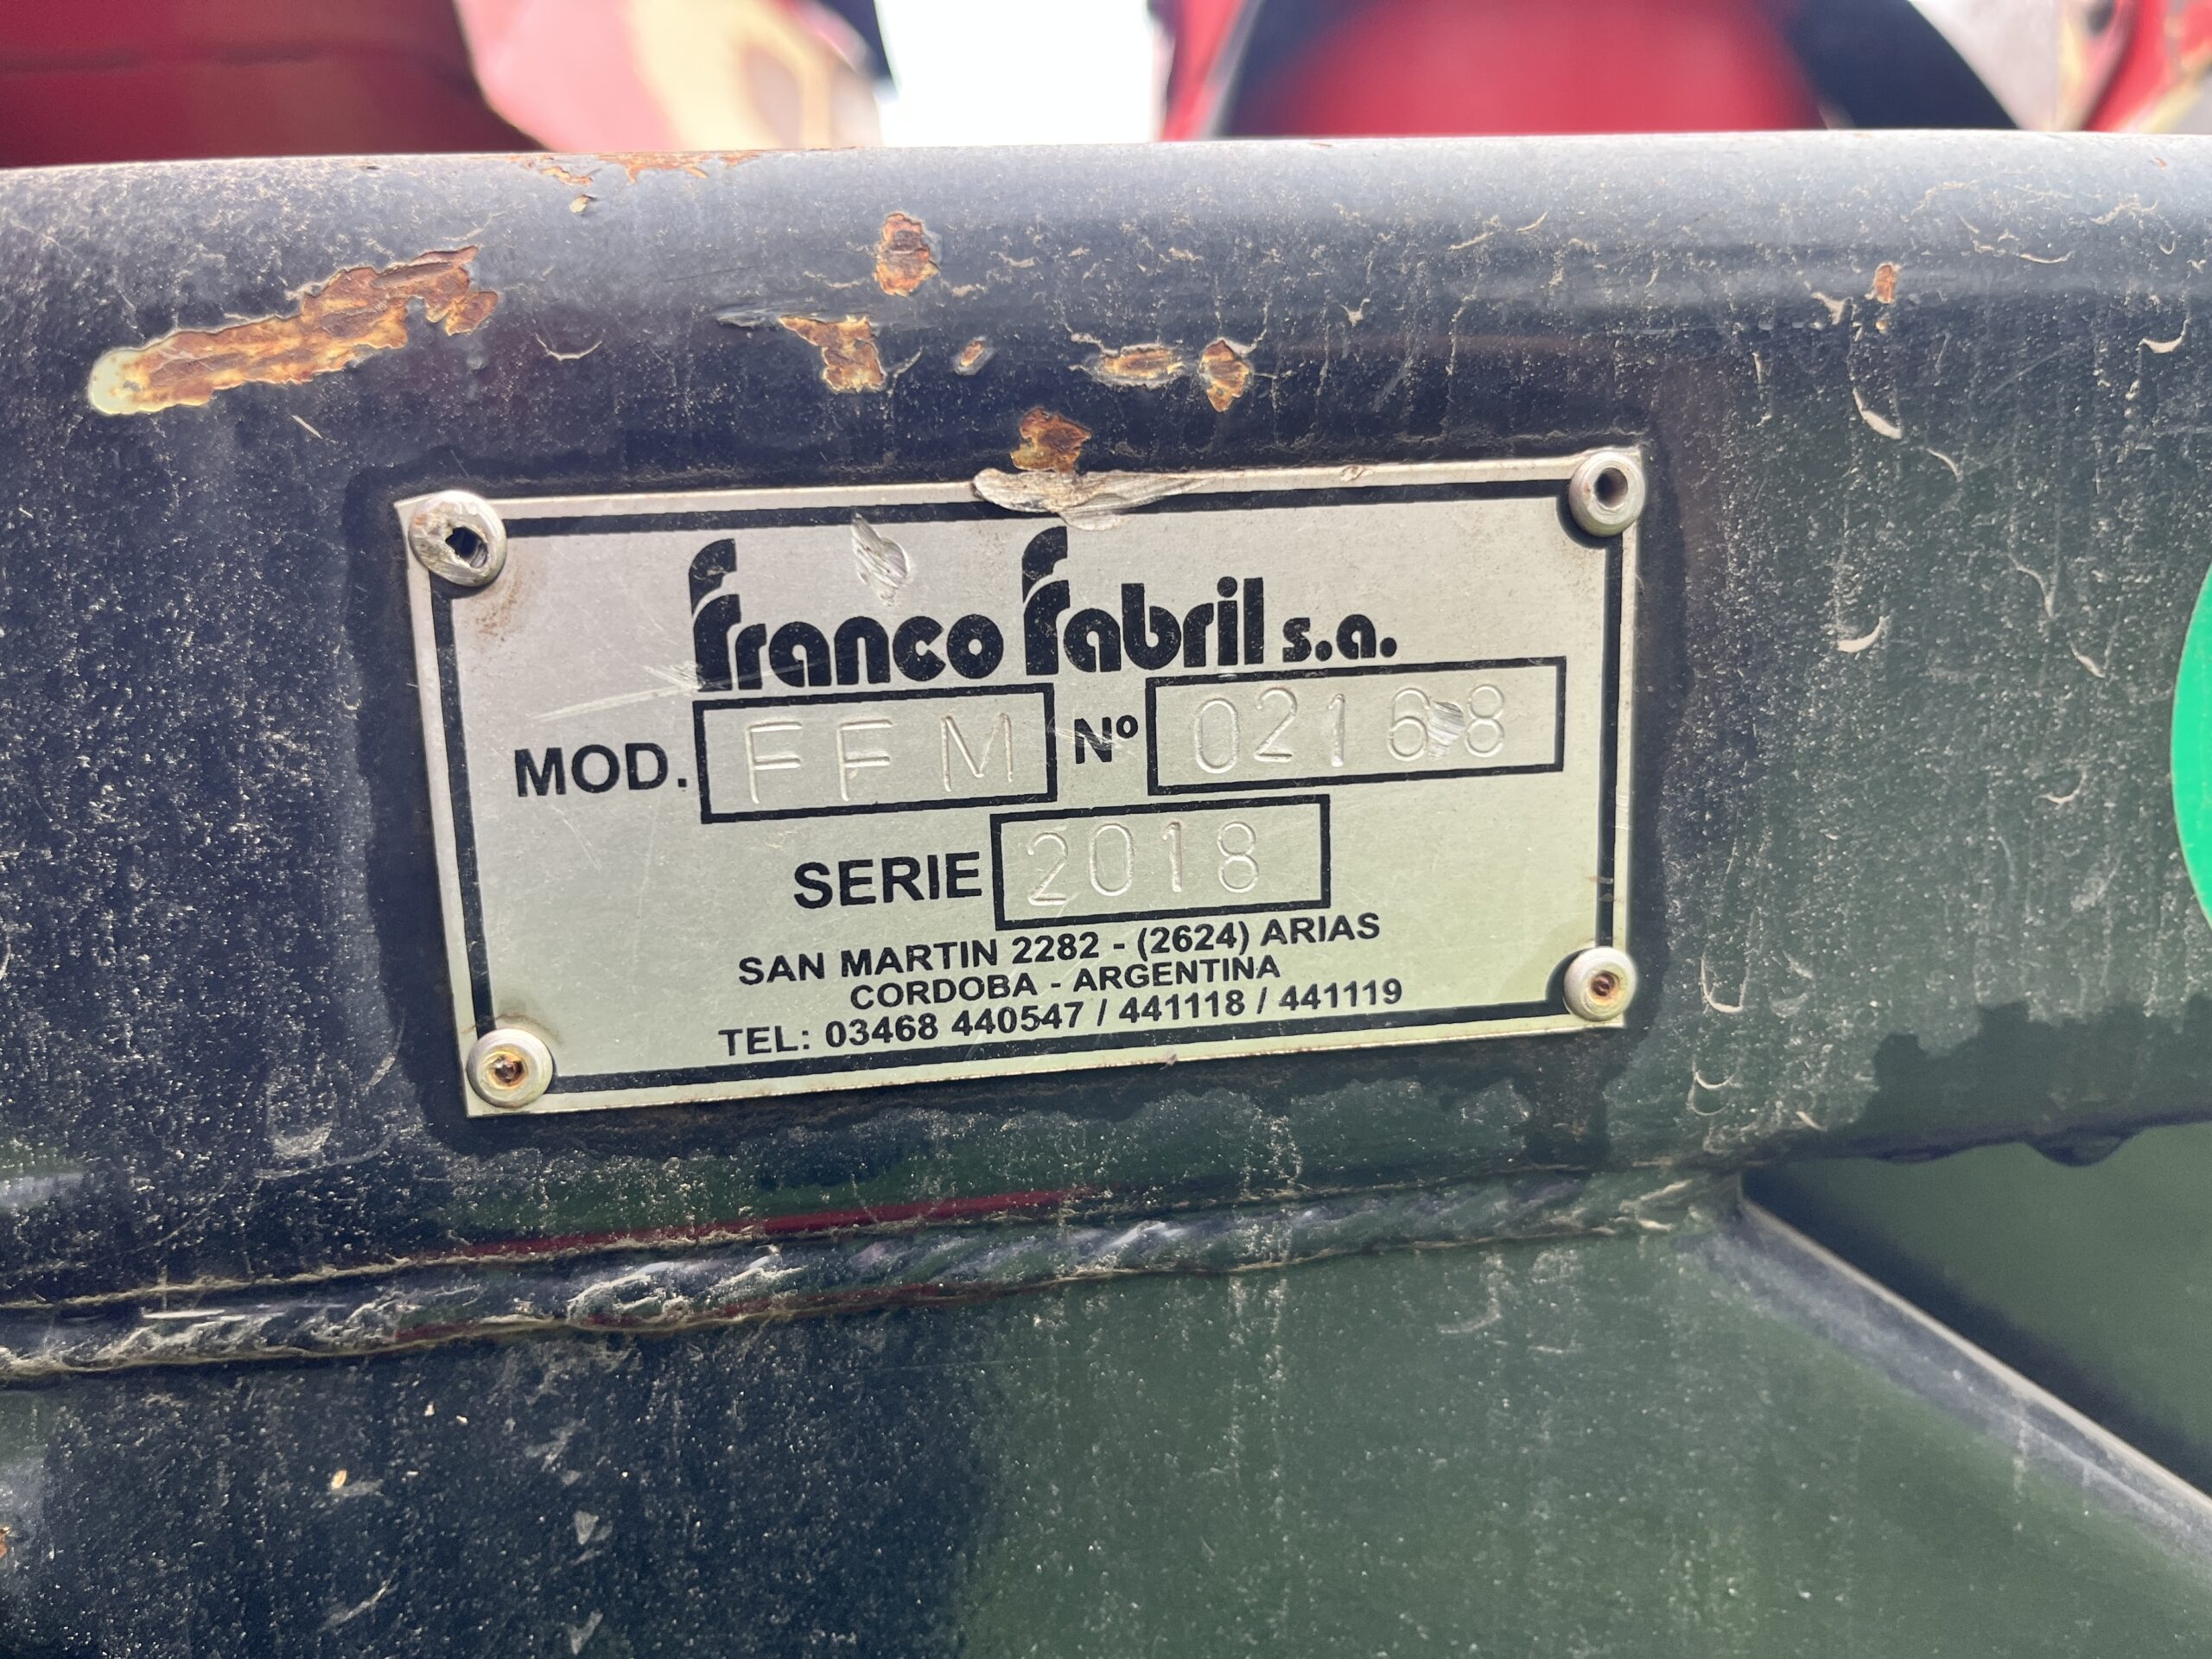 Franco Fabril s.a.
MOD. FFM Nº 02168
SERIE 2018
SAN MARTIN 2282 - (2624) ARIAS
CORDOBA - ARGENTINA
TEL: 03468 440547 / 441118 / 441119